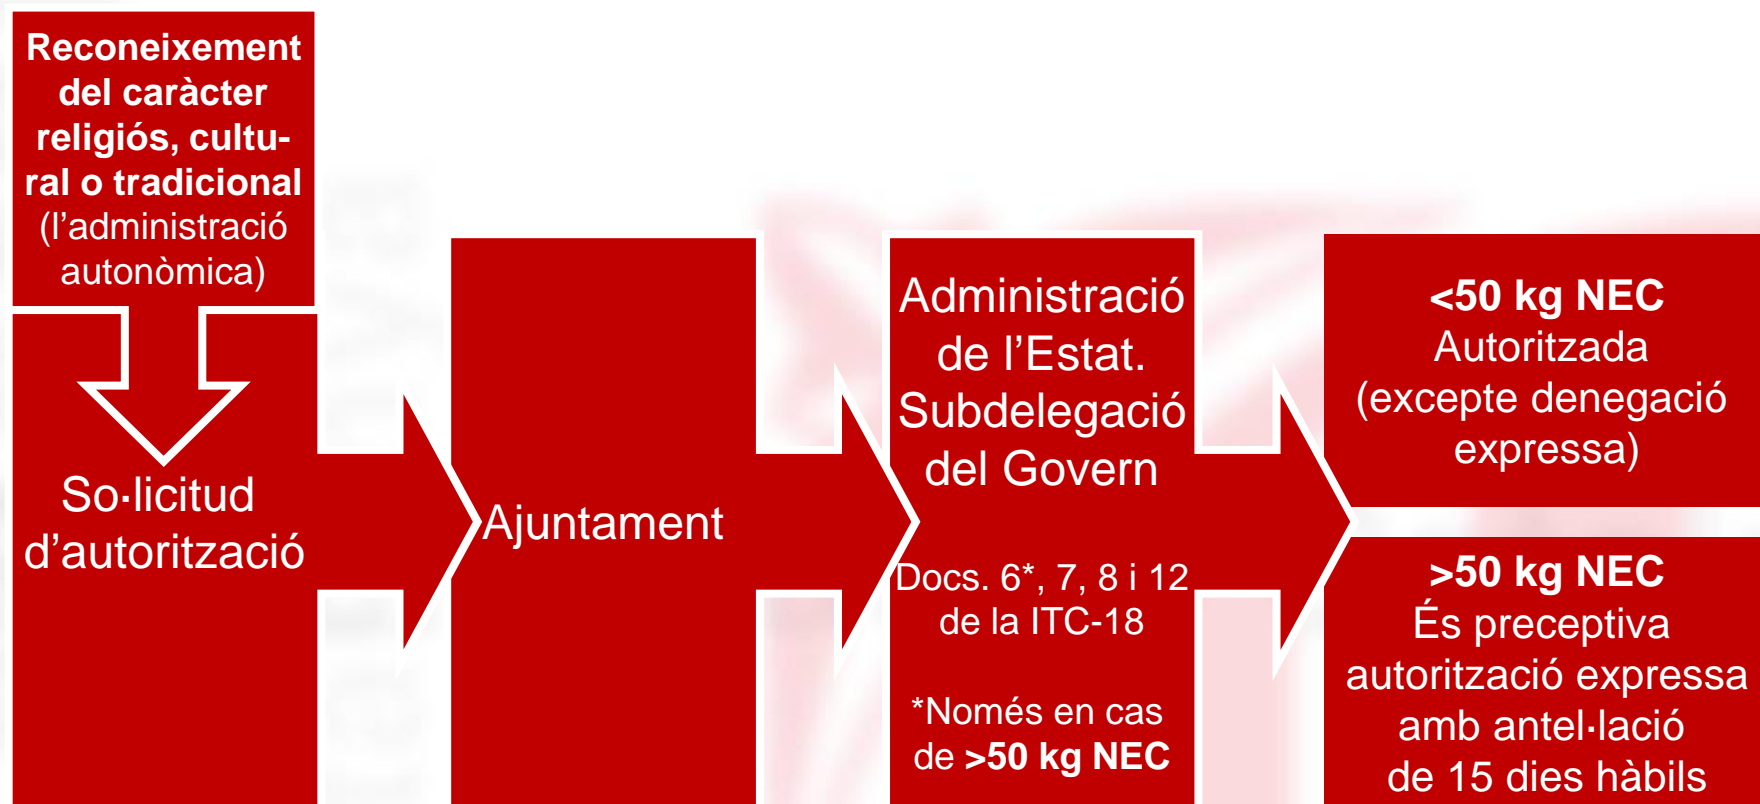 Reconeixement
del caràcter
religiós, cultu-
ral o tradicional
(l’administració
autonòmica)
So·licitud
d’autorització
Ajuntament
Administració
de l’Estat.
Subdelegació
del Govern
Docs. 6*, 7, 8 i 12
de la ITC-18
*Només en cas
de >50 kg NEC
<50 kg NEC
Autoritzada
(excepte denegació
expressa)
>50 kg NEC
És preceptiva
autorització expressa
amb antel·lació
de 15 dies hàbils